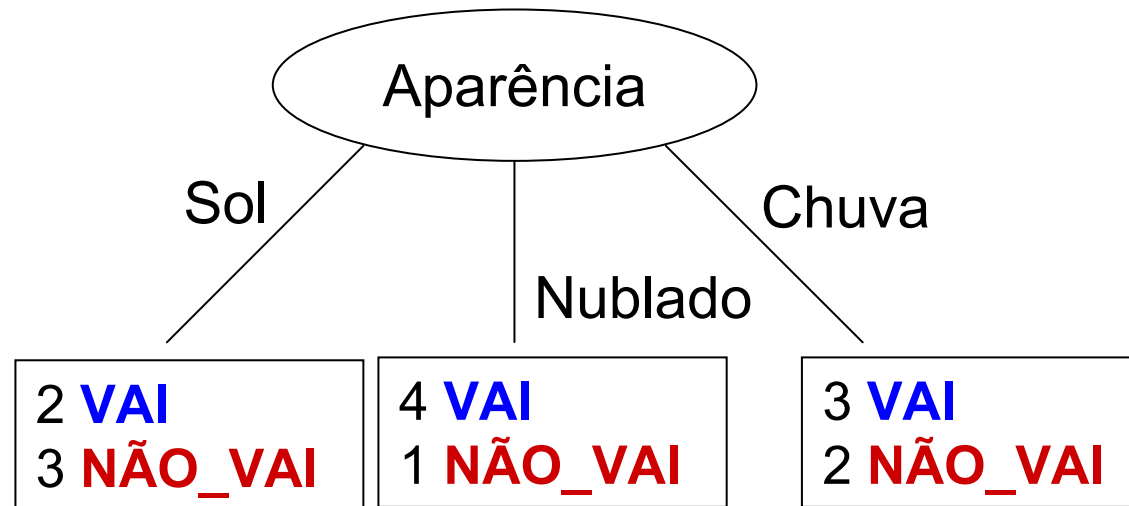 Aparência
Sol
Chuva
Nublado
2 VAI
3 NÃO_VAI
4 VAI
1 NÃO_VAI
3 VAI
2 NÃO_VAI